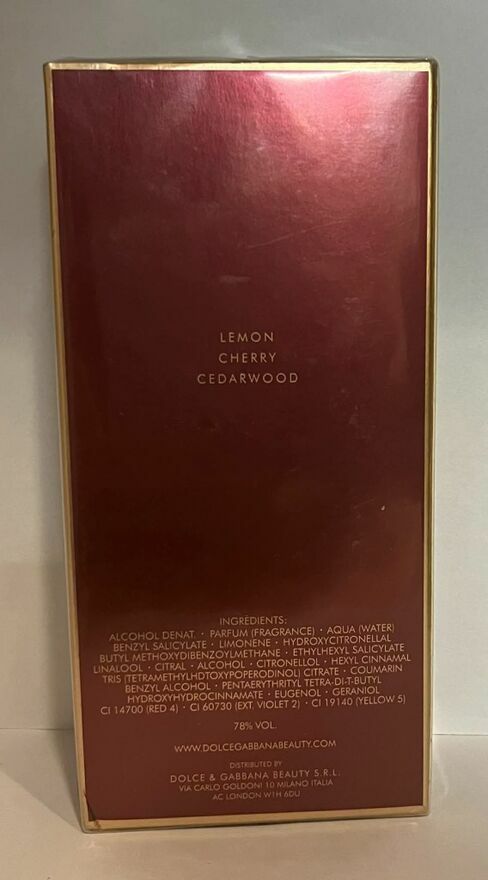 LEMON
CHERRY
CEDARWOOD
INGREDIENTS:
ALCOHOL DENAT. · PARFUM (FRAGRANCE) · AQUA (WATER)
BENZYL SALICYLATE · LIMONENE · HYDROXYCITRONELLAL
BUTYL METHOXYDIBENZOYLMETHANE · ETHYLHEXYL SALICYLATE
LINALOOL · CITRAL · ALCOHOL · CITRONELLOL · HEXYL CINNAMAL
TRIS (TETRAMETHYLHDTOXYPOPERODINOL) CITRATE · COUMARIN
BENZYL ALCOHOL · PENTAERYTHRITYL TETRA-DI-T-BUTYL
HYDROXYHYDROCINNAMATE · EUGENOL · GERANIOL
CI 14700 (RED 4) · CI 60730 (EXT. VIOLET 2) · CI 19140 (YELLOW 5)
78% VOL.
WWW.DOLCEGABBANABEAUTY.COM
DISTRIBUTED BY
DOLCE & GABBANA BEAUTY S.R.L.
VIA CARLO GOLDONI 10 MILANO ITALIA
AC LONDON W1H 6DU